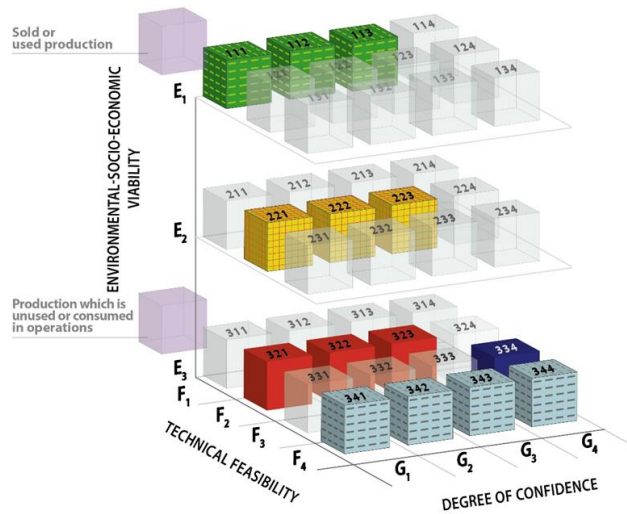 Sold or
used production
ENVIRONMENTAL-SOCIO-ECONOMIC
VIABILITY
E1
111
112
113
114
121
122
123
124
131
132
133
134
E2
211
212
213
214
221
222
223
224
231
232
233
234
Production which is
unused or consumed
in operations
E3
311
312
313
314
321
322
323
324
331
332
333
334
341
342
343
344
F1
F2
F3
F4
TECHNICAL FEASIBILITY
G1
G2
G3
G4
DEGREE OF CONFIDENCE